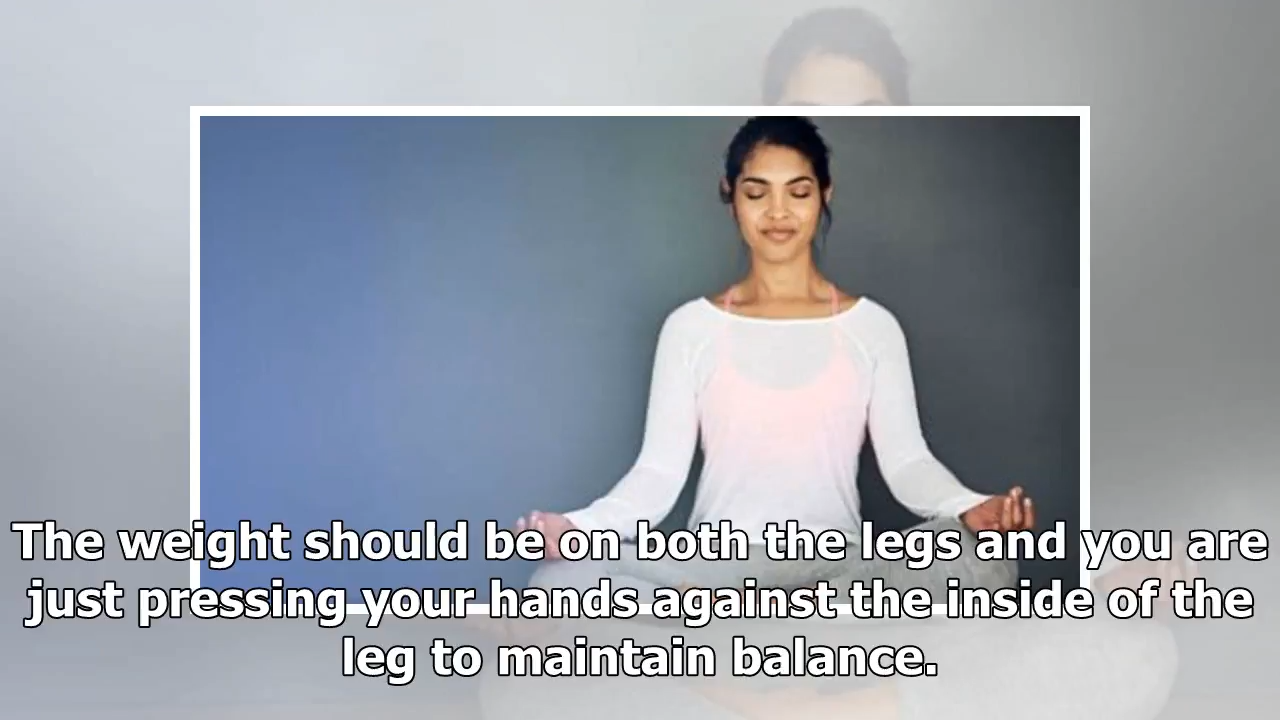 The weight should be on both the legs and you are
just pressing your hands against the inside of the
leg to maintain balance.